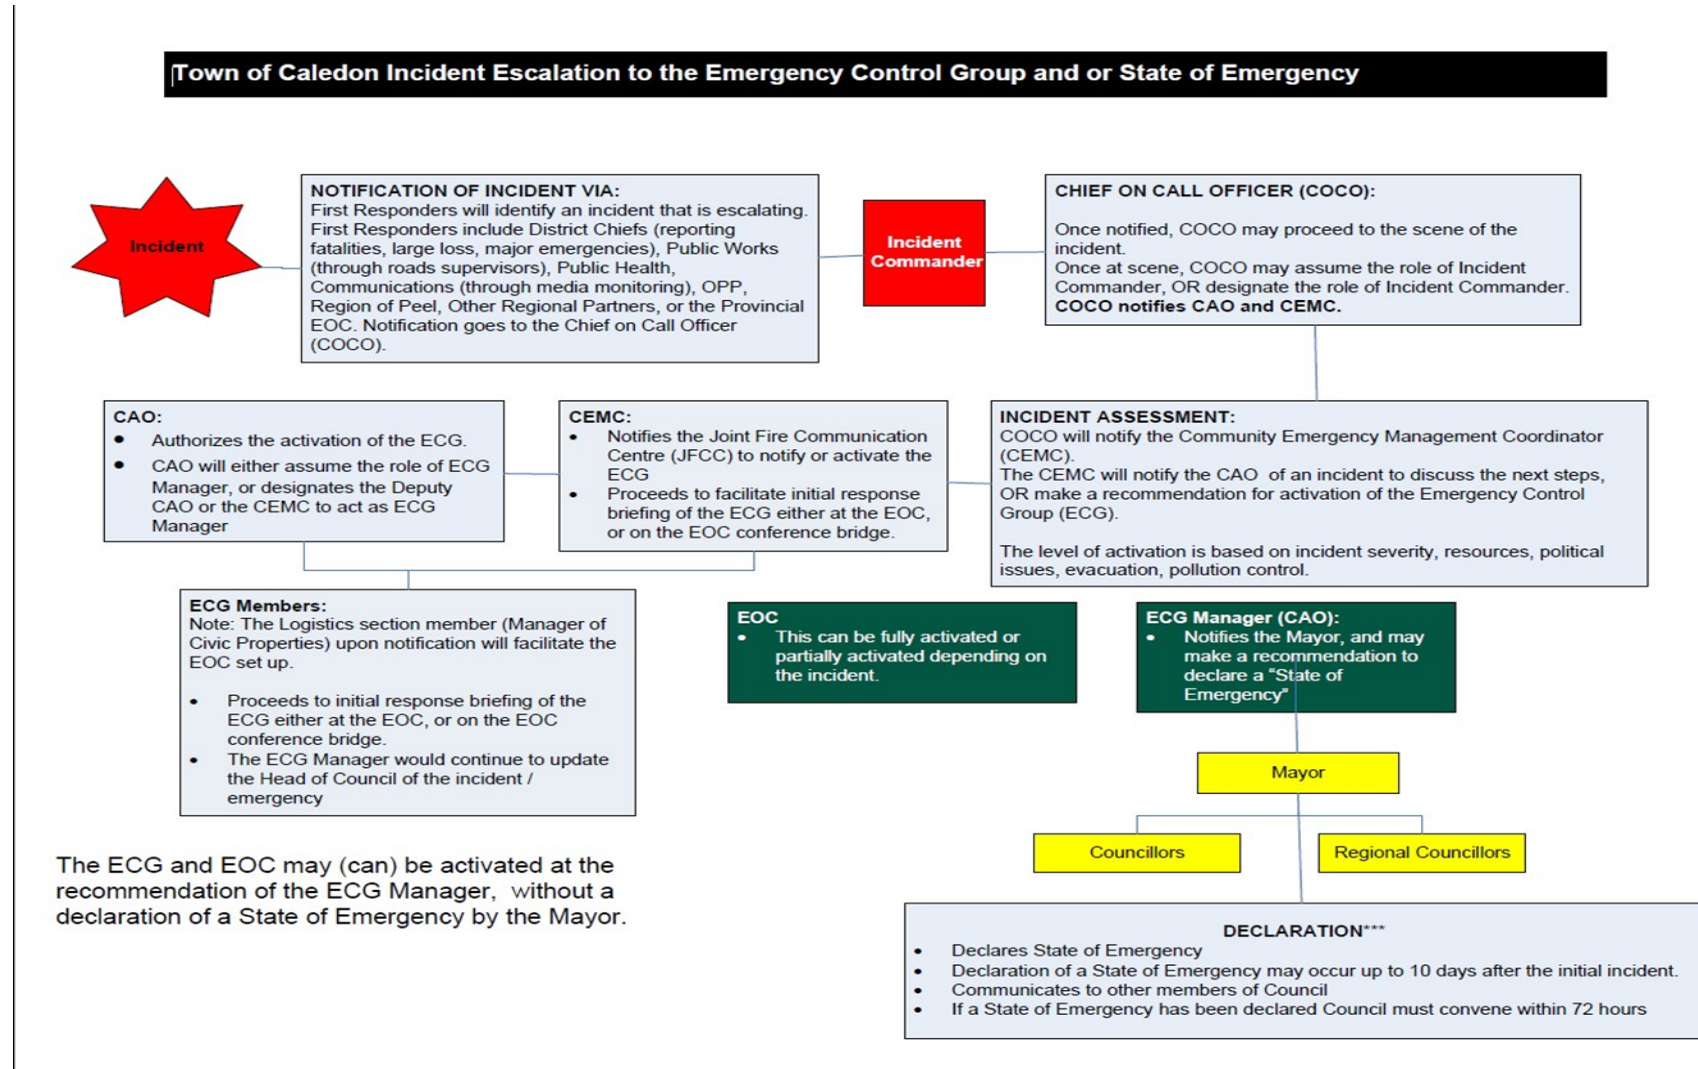 Town of Caledon Incident Escalation to the Emergency Control Group and or State of Emergency
Incident
NOTIFICATION OF INCIDENT VIA:
First Responders will identify an incident that is escalating.
First Responders include District Chiefs (reporting
fatalities, large loss, major emergencies), Public Works
(through roads supervisors), Public Health,
Communications (through media monitoring), OPP,
Region of Peel, Other Regional Partners, or the Provincial
EOC. Notification goes to the Chief on Call Officer
(COCO).
Incident
Commander
CHIEF ON CALL OFFICER (COCO):
Once notified, COCO may proceed to the scene of the
incident.
Once at scene, COCO may assume the role of Incident
Commander, OR designate the role of Incident Commander.
COCO notifies CAO and CEMC.
CAO:
• Authorizes the activation of the ECG.
• CAO will either assume the role of ECG
Manager, or designates the Deputy
CAO or the CEMC to act as ECG
Manager
CEMC:
• Notifies the Joint Fire Communication
Centre (JFCC) to notify or activate the
ECG
• Proceeds to facilitate initial response
briefing of the ECG either at the EOC,
or on the EOC conference bridge.
INCIDENT ASSESSMENT:
COCO will notify the Community Emergency Management Coordinator
(CEMC).
The CEMC will notify the CAO  of an incident to discuss the next steps,
OR make a recommendation for activation of the Emergency Control
Group (ECG).
The level of activation is based on incident severity, resources, political
issues, evacuation, pollution control.
ECG Members:
Note: The Logistics section member (Manager of
Civic Properties) upon notification will facilitate the
EOC set up.
• Proceeds to initial response briefing of the
ECG either at the EOC, or on the EOC
conference bridge.
• The ECG Manager would continue to update
the Head of Council of the incident /
emergency
EOC
• This can be fully activated or
partially activated depending on
the incident.
ECG Manager (CAO):
• Notifies the Mayor, and may
make a recommendation to
declare a “State of
Emergency”
Mayor
Councillors
Regional Councillors
The ECG and EOC may (can) be activated at the
recommendation of the ECG Manager,  without a
declaration of a State of Emergency by the Mayor.
DECLARATION***
• Declares State of Emergency
• Declaration of a State of Emergency may occur up to 10 days after the initial incident.
• Communicates to other members of Council
• If a State of Emergency has been declared Council must convene within 72 hours